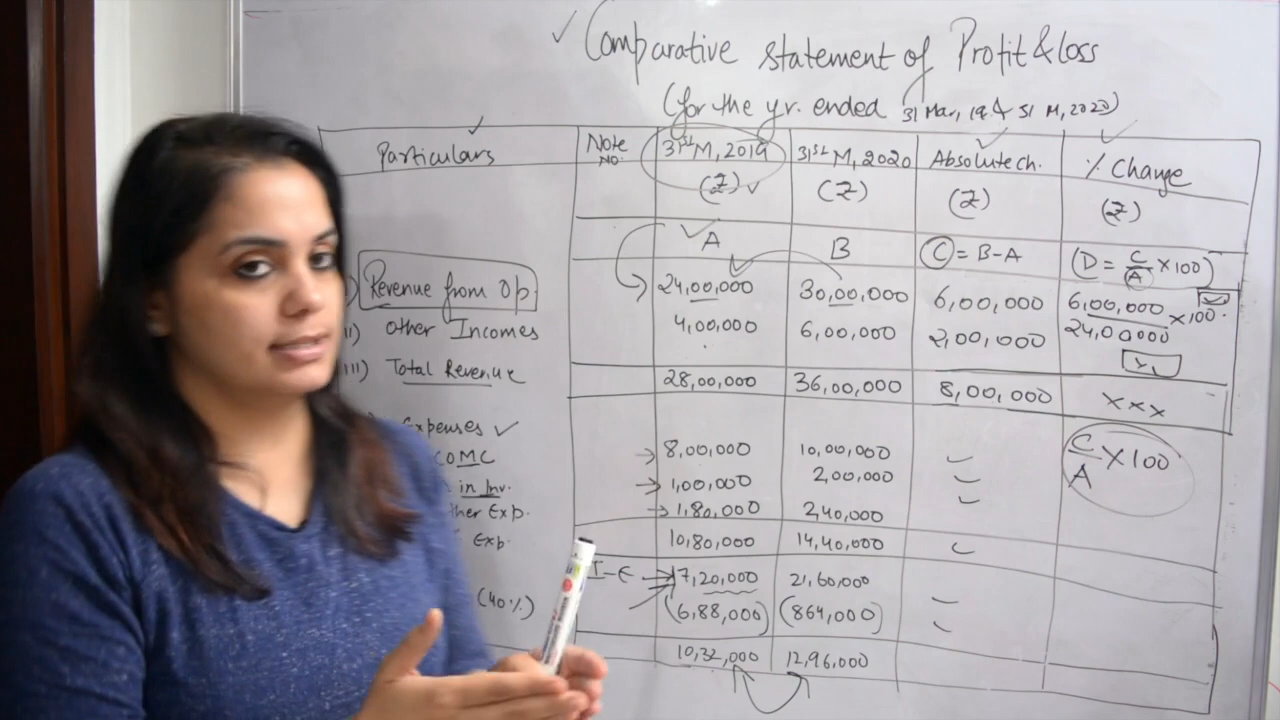 ✓ Comparative statement of Profit & loss
(for the yr. ended 31 Mar, 19 & 31 M, 2020)
Particulars Note No. 31st M, 2019 (₹) 31st M, 2020 (₹) Absolute ch. (₹) % Change (₹)
A B C = B-A (D = C/A × 100)
Revenue from Op 24,00,000 30,00,000 6,00,000 6,00,000/24,00000 × 100
II) Other Incomes 4,00,000 6,00,000 2,00,000
III) Total Revenue 28,00,000 36,00,000 8,00,000 XXX
Expenses ✓
COMC 8,00,000 10,00,000 C/A × 100
in Inv. 1,00,000 2,00,000
ther Exp. 1,80,000 2,40,000
Exp. 10,80,000 14,40,000
I-E → 17,20,000 21,60,000
(40%) (6,88,000) (864,000)
10,32,000 12,96,000